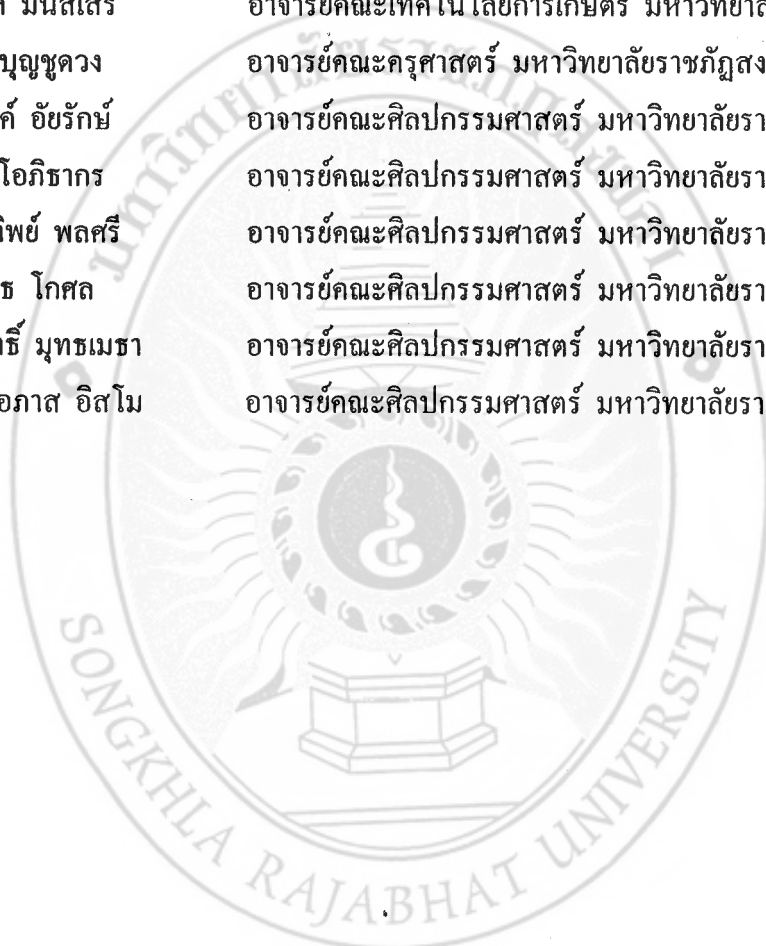 มนัสเสรี อาจารย์คณะเทคโนโลยีการเกษตร
บุญชูดวง อาจารย์คณะครุศาสตร์ มหาวิทยาลัยราชภัฏสง
ค์ อัยรักษ์ อาจารย์คณะศิลปกรรมศาสตร์ มหาวิทยาลัยรา
โอภิธากร อาจารย์คณะศิลปกรรมศาสตร์ มหาวิทยาลัยรา
ทิพย์ พลศรี อาจารย์คณะศิลปกรรมศาสตร์ มหาวิทยาลัยรา
ธ โกศล อาจารย์คณะศิลปกรรมศาสตร์ มหาวิทยาลัยรา
ทธิ์ มุทธเมธา อาจารย์คณะศิลปกรรมศาสตร์ มหาวิทยาลัยรา
อภาส อิสโม อาจารย์คณะศิลปกรรมศาสตร์ มหาวิทยาลัยรา
มหาวิทยาลัยราชภัฏสงขลา
SONGKHLA RAJABHAT UNIVERSITY